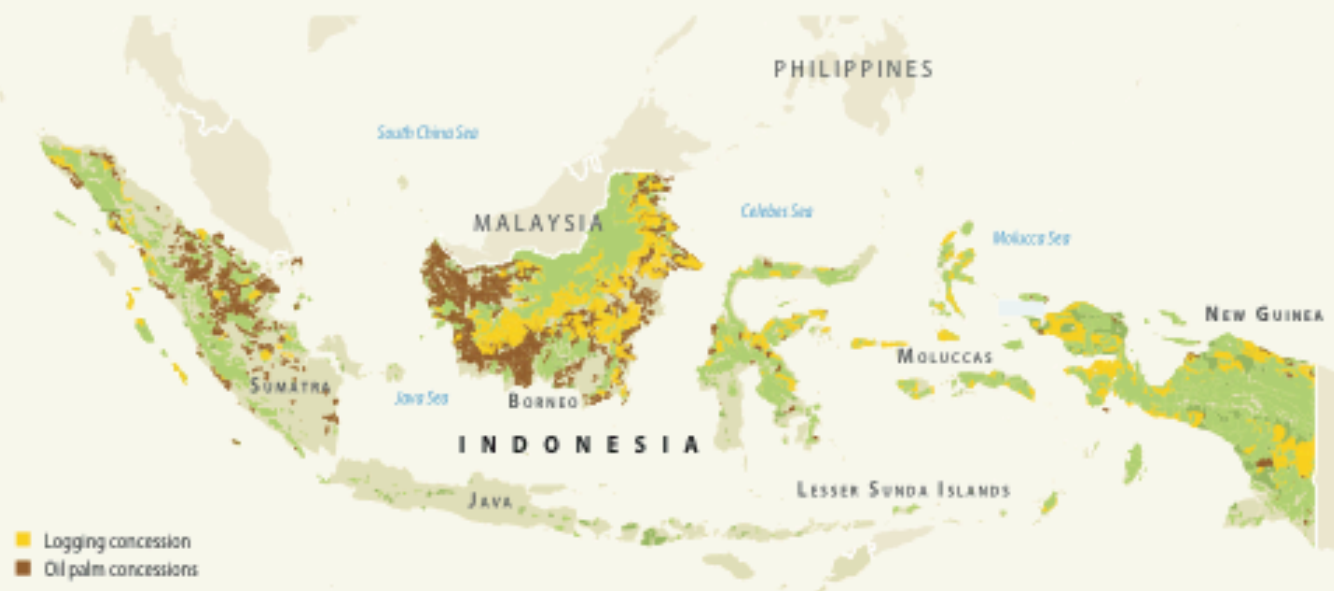 PHILIPPINES
South China Sea
MALAYSIA
Celebes Sea
Molucca Sea
NEW GUINEA
MOLUCCAS
SUMATRA
Java Sea
BORNEO
INDONESIA
LESSER SUNDA ISLANDS
JAVA
Logging concession
Oil palm concessions